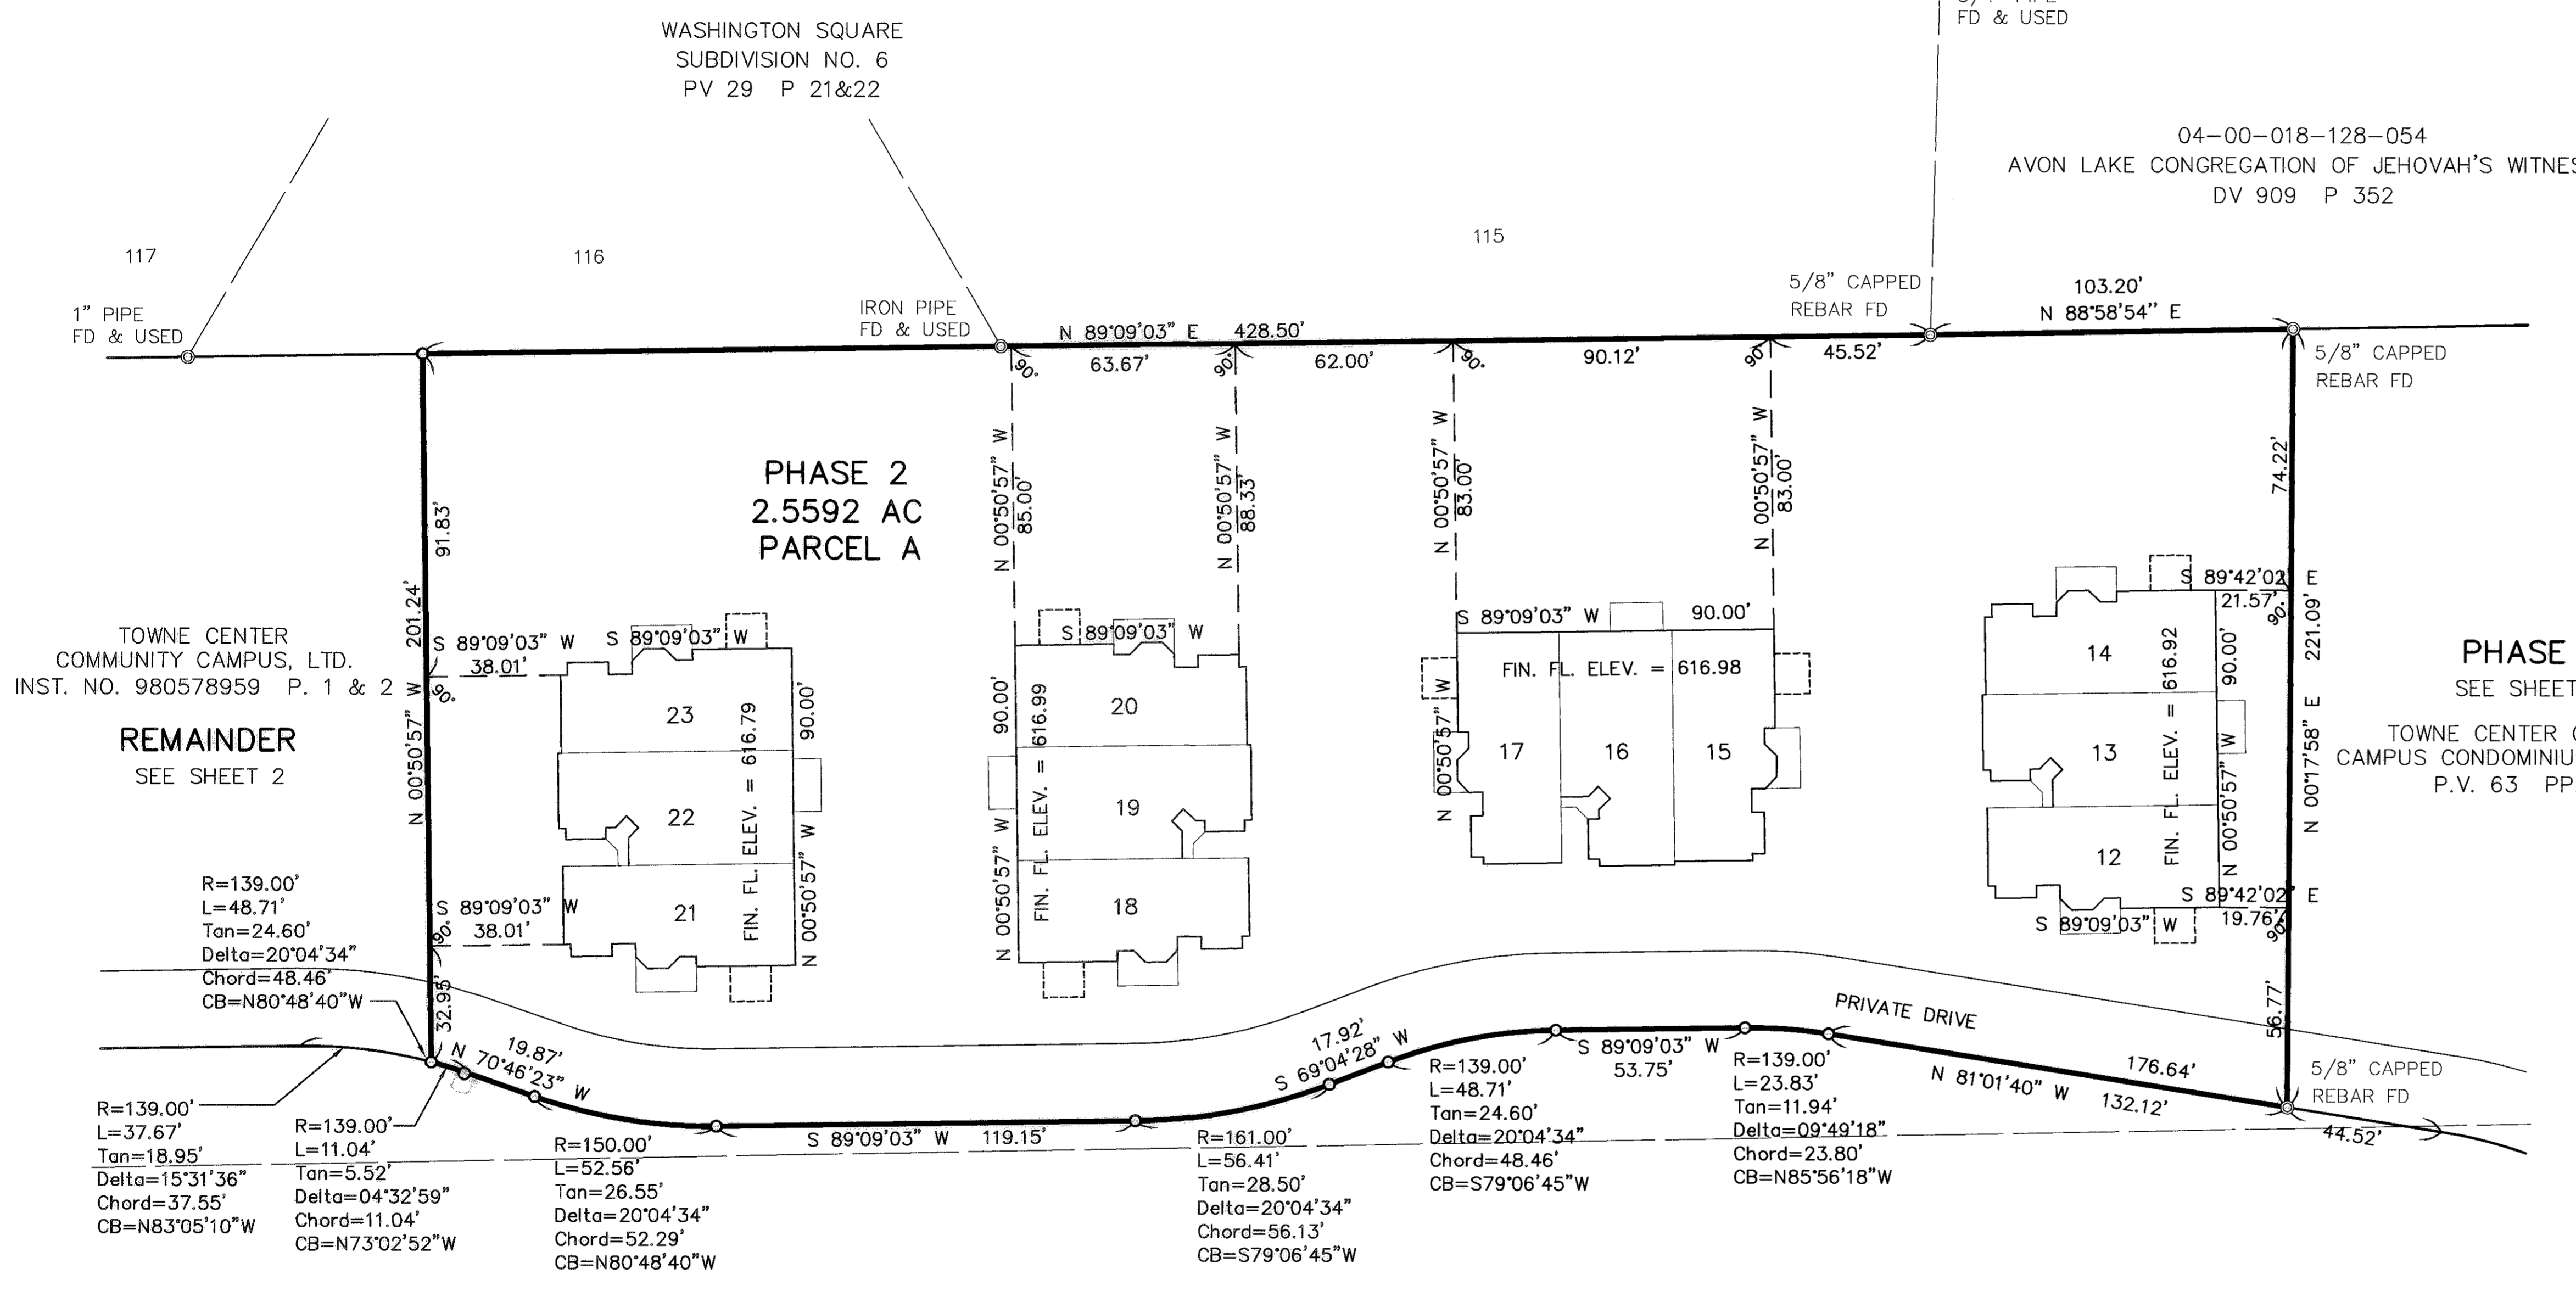 WASHINGTON SQUARE
SUBDIVISION NO. 6
PV 29 P 21&22
FD & USED
04-00-018-128-054
AVON LAKE CONGREGATION OF JEHOVAH'S
DV 909 P 352
117
116
115
1" PIPE
FD & USED
IRON PIPE
FD & USED
N 89°09'03" E 428.50'
63.67'
62.00'
90.12'
45.52'
5/8" CAPPED
REBAR FD
103.20'
N 88°58'54" E
5/8" CAPPED
REBAR FD
90°
90°
90°
90°
PHASE 2
2.5592 AC
PARCEL A
91.83'
201.24'
N 00°50'57" W
N 00°50'57" W
85.00'
N 00°50'57" W
88.33'
N 00°50'57" W
83.00'
N 00°50'57" W
83.00'
74.22'
221.09'
N 00°17'58" E
56.77'
TOWNE CENTER
COMMUNITY CAMPUS, LTD.
INST. NO. 980578959 P. 1 & 2
REMAINDER
SEE SHEET 2
S 89°09'03" W
38.01'
90°
S 89°09'03" W
23
22
21
FIN. FL. ELEV. = 616.79
90.00'
N 00°50'57" W
S 89°09'03" W
38.01'
90°
32.95'
S 89°09'03" W
20
19
18
FIN. FL. ELEV. = 616.99
90.00'
N 00°50'57" W
S 89°09'03" W 90.00'
FIN. FL. ELEV. = 616.98
17
16
15
N 00°50'57" W
S 89°42'02" E
21.57'
90°
14
13
12
FIN. FL. ELEV. = 616.92
90.00'
N 00°50'57" W
S 89°42'02" E
19.76'
90°
S 89°09'03" W
PHASE
SEE SHEET
TOWNE CENTER
CAMPUS
P.V. 63 PP
R=139.00'
L=48.71'
Tan=24.60'
Delta=20°04'34"
Chord=48.46'
CB=N80°48'40"W
R=139.00'
L=37.67'
Tan=18.95'
Delta=15°31'36"
Chord=37.55'
CB=N83°05'10"W
R=139.00'
L=11.04'
Tan=5.52'
Delta=04°32'59"
Chord=11.04'
CB=N73°02'52"W
19.87'
N 70°46'23" W
R=150.00'
L=52.56'
Tan=26.55'
Delta=20°04'34"
Chord=52.29'
CB=N80°48'40"W
S 89°09'03" W 119.15'
R=161.00'
L=56.41'
Tan=28.50'
Delta=20°04'34"
Chord=56.13'
CB=S79°06'45"W
17.92'
S 69°04'28" W
R=139.00'
L=48.71'
Tan=24.60'
Delta=20°04'34"
Chord=48.46'
CB=S79°06'45"W
S 89°09'03" W
53.75'
R=139.00'
L=23.83'
Tan=11.94'
Delta=09°49'18"
Chord=23.80'
CB=N85°56'18"W
PRIVATE DRIVE
176.64'
N 81°01'40" W
132.12'
44.52'
5/8" CAPPED
REBAR FD